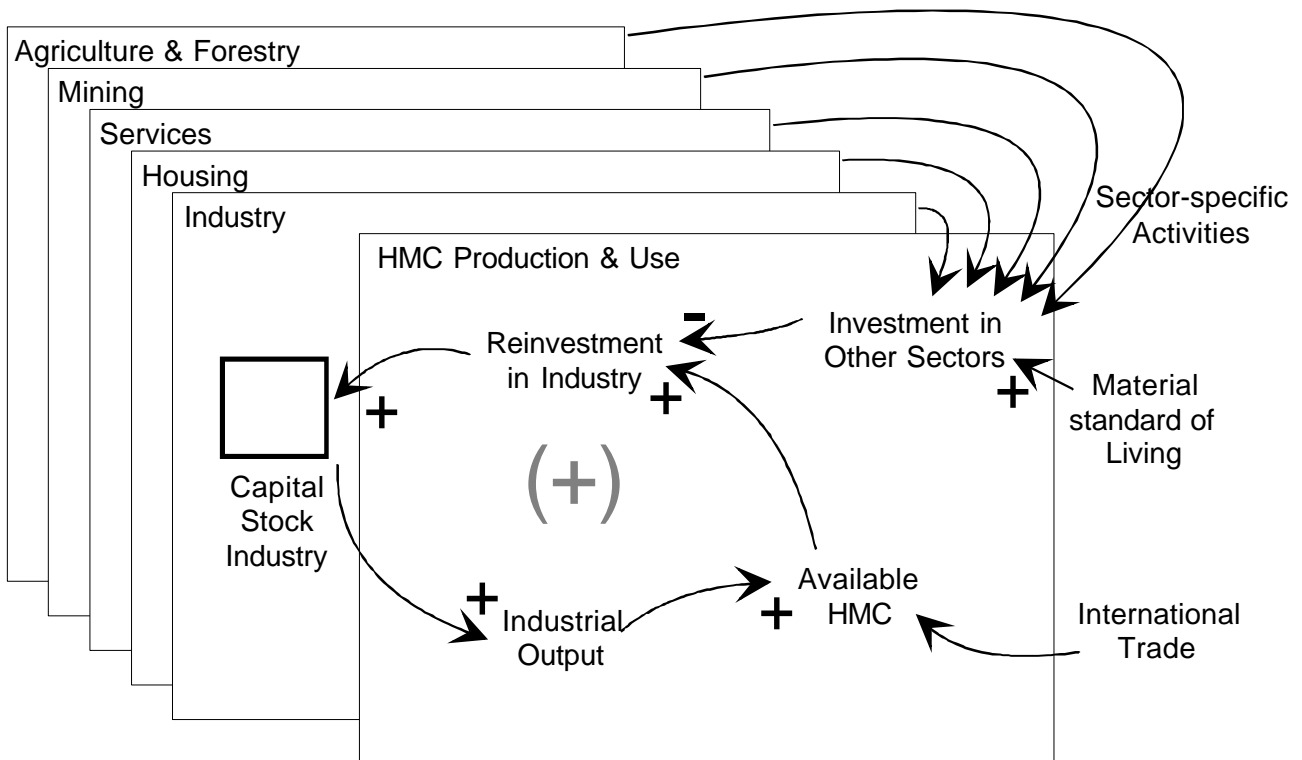 Agriculture & Forestry
Mining
Services
Housing
Industry
Sector-specific
Activities
HMC Production & Use
-
Investment in
Other Sectors
Reinvestment
in Industry
+
+
+
Material
standard of
Living
(+)
Capital
Stock
Industry
+
Industrial
Output
+
Available
HMC
International
Trade